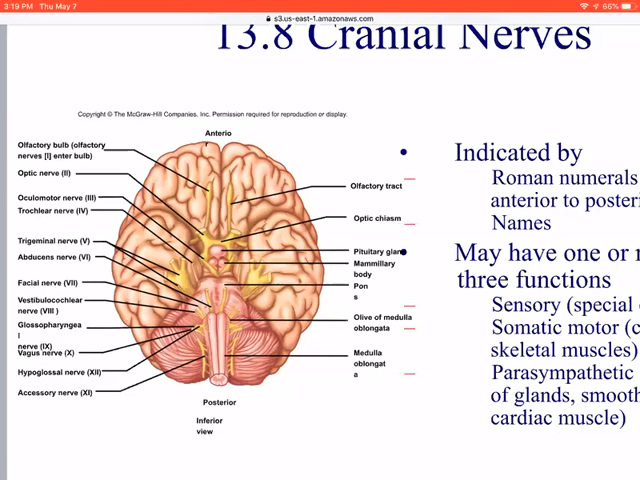 3:19 PM Thu May 7
66%
s3.us-east-1.amazonaws.com
13.8 Cranial Nerves
Copyright © The McGraw-Hill Companies, Inc. Permission required for reproduction or display.
Anterio
r
Olfactory bulb (olfactory
nerves [I] enter bulb)
Optic nerve (II)
Oculomotor nerve (III)
Trochlear nerve (IV)
Trigeminal nerve (V)
Abducens nerve (VI)
Facial nerve (VII)
Vestibulocochlear
nerve (VIII )
Glossopharyngea
l
nerve (IX)
Vagus nerve (X)
Hypoglossal nerve (XII)
Accessory nerve (XI)
Olfactory tract
Optic chiasm
Pituitary gland
Mammillary
body
Pon
s
Olive of medulla
oblongata
Medulla
oblongat
a
Posterior
Inferior
view
• Indicated by
Roman numerals
anterior to posteri
Names
• May have one or m
three functions
Sensory (special
Somatic motor (c
skeletal muscles)
Parasympathetic
of glands, smooth
cardiac muscle)